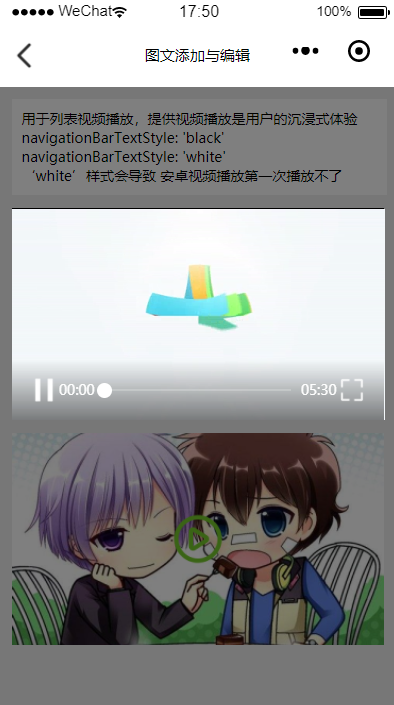 ●●●●● WeChat 17:50 100%
图文添加与编辑
用于列表视频播放，提供视频播放是用户的沉浸式体验
navigationBarTextStyle: 'black'
navigationBarTextStyle: 'white'
‘white’样式会导致 安卓视频播放第一次播放不了
00:00 05:30